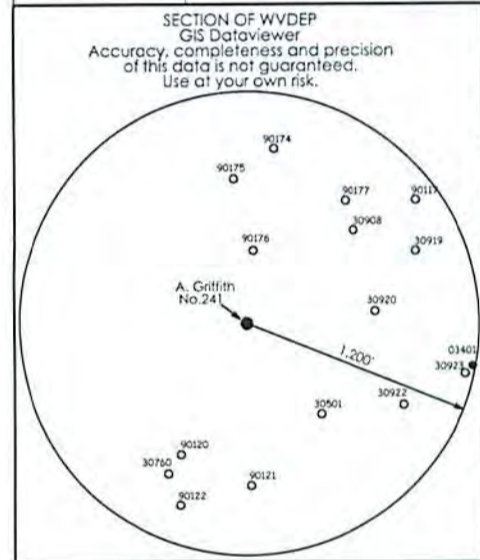 SECTION OF WVDEP
GIS Dataviewer
Accuracy, completeness and precision
of this data is not guaranteed.
Use at your own risk.
90174
90175
90177
90117
30908
90176
30919
A. Griffith
No.241
30920
1,200'
03401
30923
30922
30501
90120
30760
90121
90122